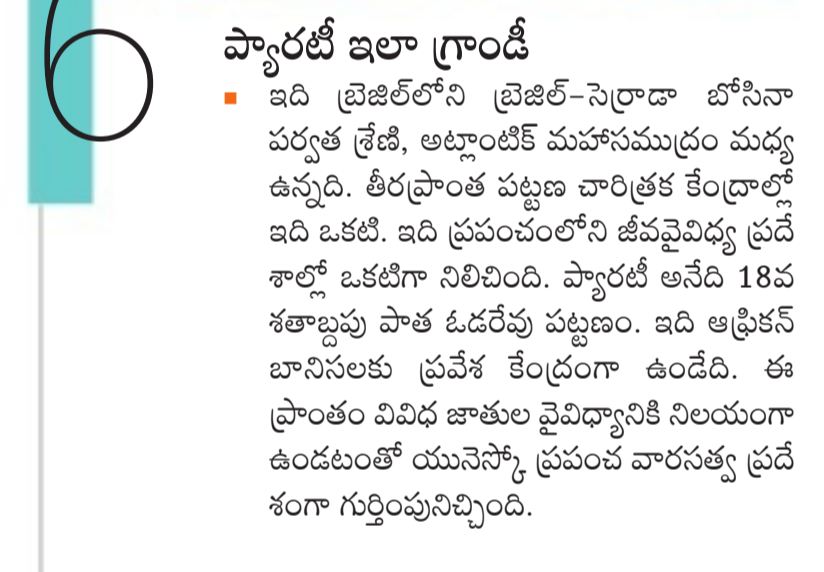 6
ప్యారటీ ఇలా గ్రాండీ
▪ ఇది బ్రెజిల్‌లోని బ్రెజిల్-సెర్రాడా బోసినా
పర్వత శ్రేణి, అట్లాంటిక్ మహాసముద్రం మధ్య
ఉన్నది. తీరప్రాంత పట్టణ చారిత్రక కేంద్రాల్లో
ఇది ఒకటి. ఇది ప్రపంచంలోని జీవవైవిధ్య ప్రదే
శాల్లో ఒకటిగా నిలిచింది. ప్యారటీ అనేది 18వ
శతాబ్దపు పాత ఓడరేవు పట్టణం. ఇది ఆఫ్రికన్
బానిసలకు ప్రవేశ కేంద్రంగా ఉండేది. ఈ
ప్రాంతం వివిధ జాతుల వైవిధ్యానికి నిలయంగా
ఉండటంతో యునెస్కో ప్రపంచ వారసత్వ ప్రదే
శంగా గుర్తింపునిచ్చింది.